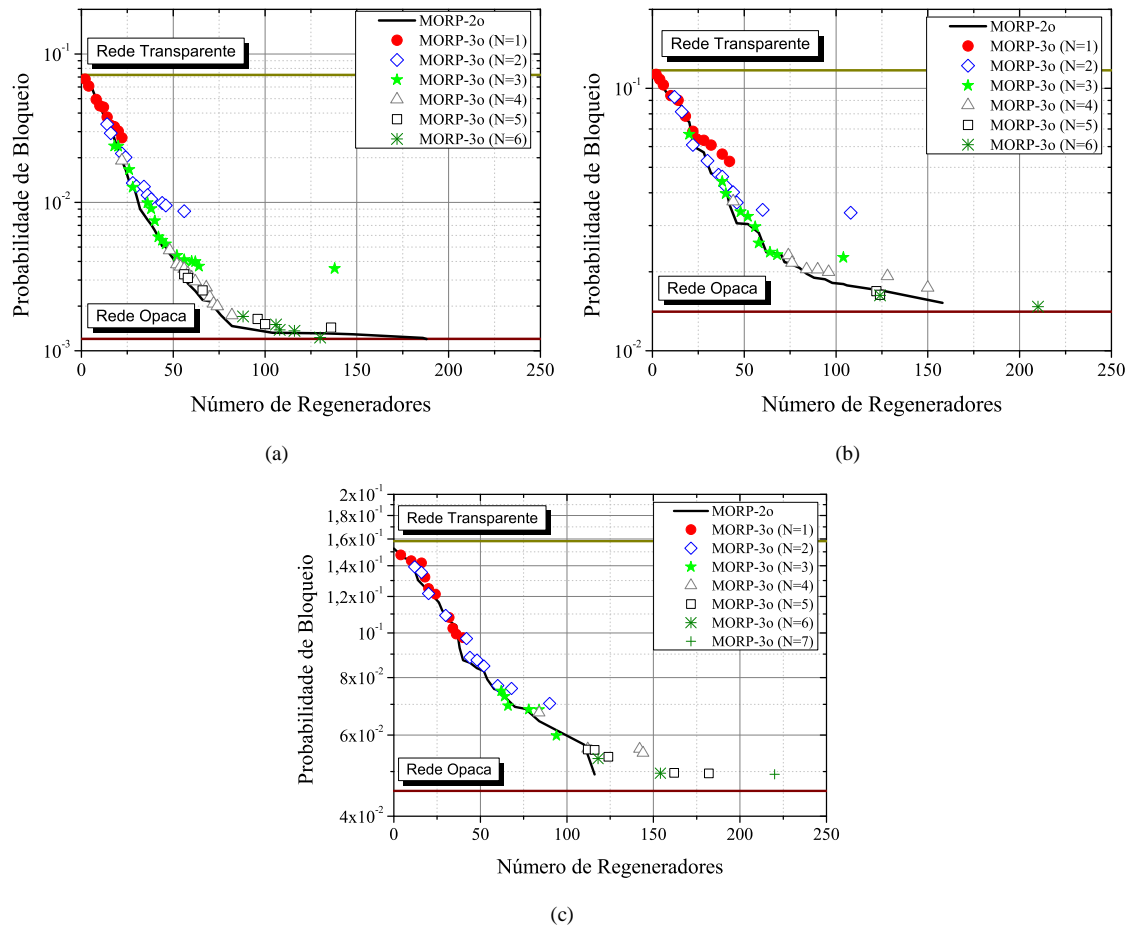 MORP-2o
MORP-3o (N=1)
MORP-3o (N=2)
MORP-3o (N=3)
MORP-3o (N=4)
MORP-3o (N=5)
MORP-3o (N=6)
Rede Transparente
Rede Opaca
10⁻¹
10⁻²
10⁻³
Probabilidade de Bloqueio
0 50 100 150 200 250
Número de Regeneradores
(a)
MORP-2o
MORP-3o (N=1)
MORP-3o (N=2)
MORP-3o (N=3)
MORP-3o (N=4)
MORP-3o (N=5)
MORP-3o (N=6)
Rede Transparente
Rede Opaca
10⁻¹
10⁻²
Probabilidade de Bloqueio
0 50 100 150 200 250
Número de Regeneradores
(b)
MORP-2o
MORP-3o (N=1)
MORP-3o (N=2)
MORP-3o (N=3)
MORP-3o (N=4)
MORP-3o (N=5)
MORP-3o (N=6)
MORP-3o (N=7)
Rede Transparente
Rede Opaca
2x10⁻¹
1,8x10⁻¹
1,6x10⁻¹
1,4x10⁻¹
1,2x10⁻¹
10⁻¹
8x10⁻²
6x10⁻²
4x10⁻²
Probabilidade de Bloqueio
0 50 100 150 200 250
Número de Regeneradores
(c)